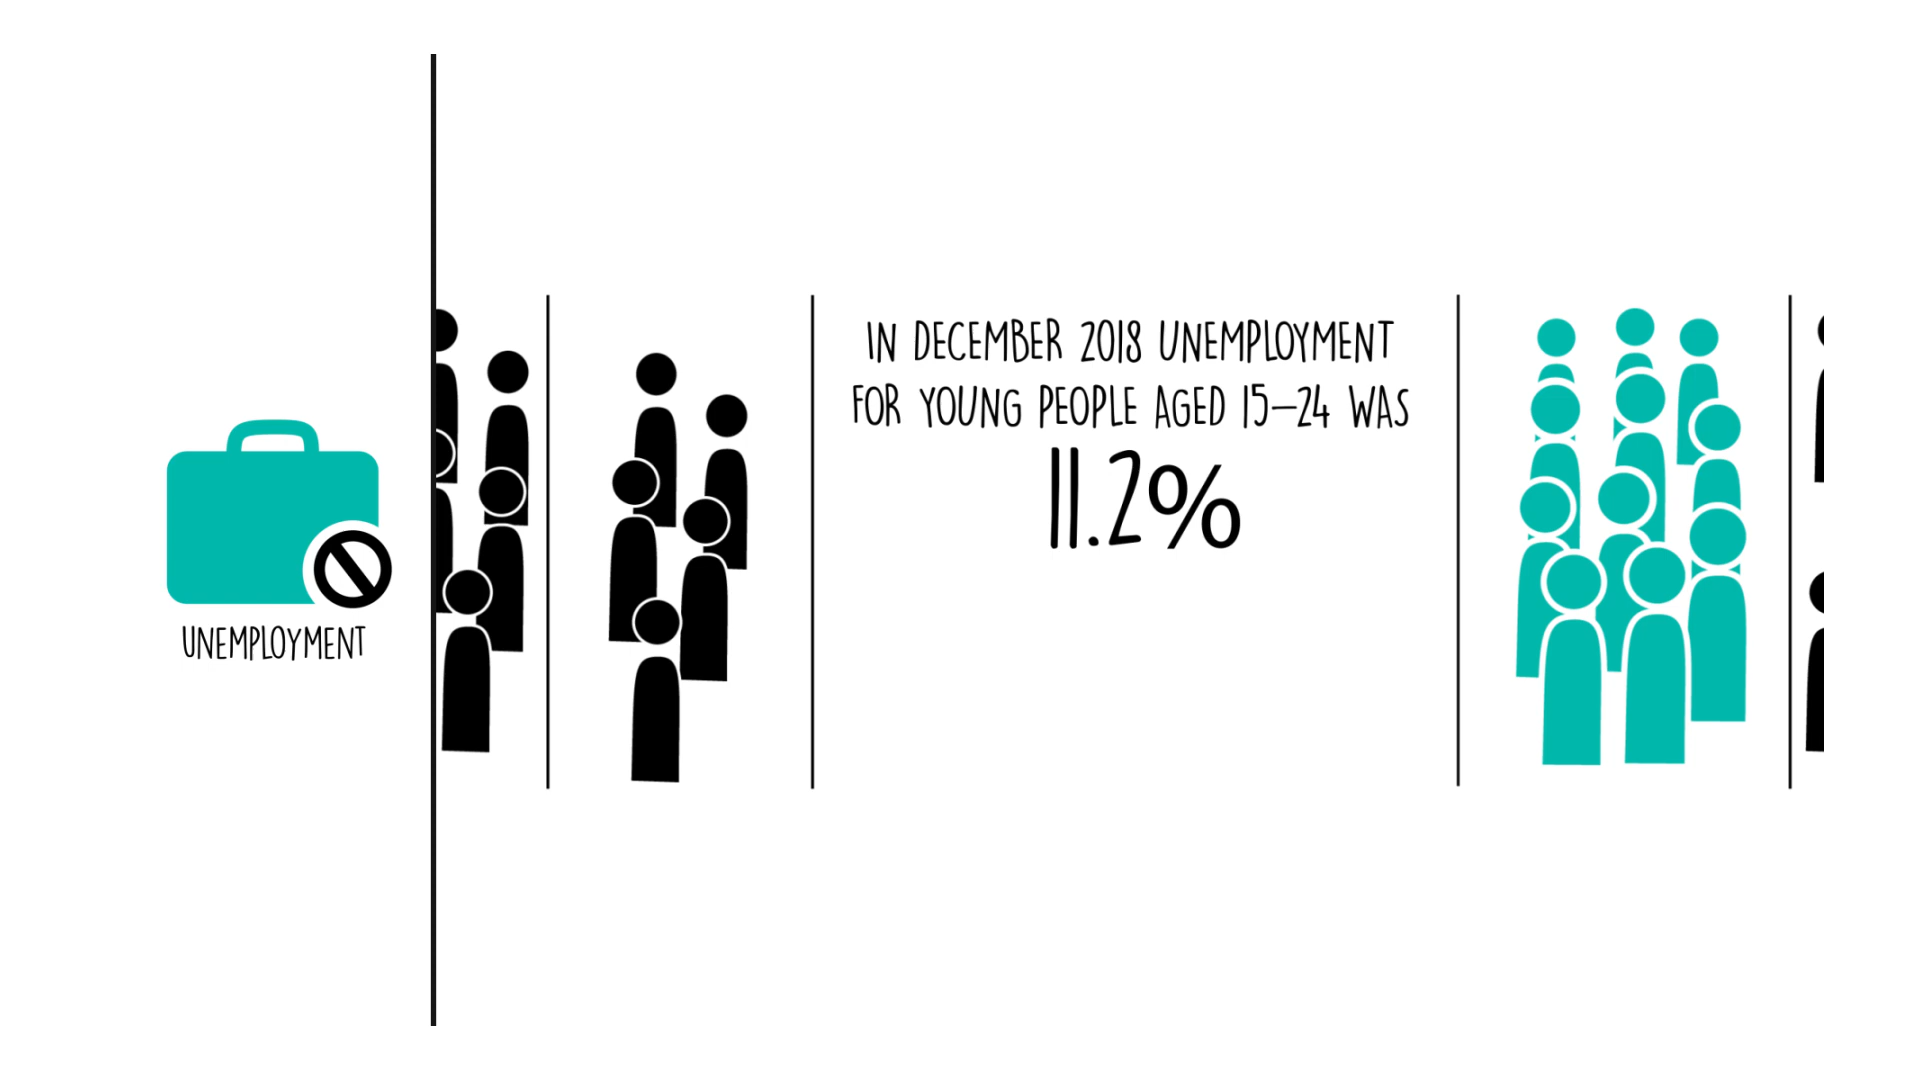 UNEMPLOYMENT
IN DECEMBER 2018 UNEMPLOYMENT
FOR YOUNG PEOPLE AGED 15–24 WAS
11.2%